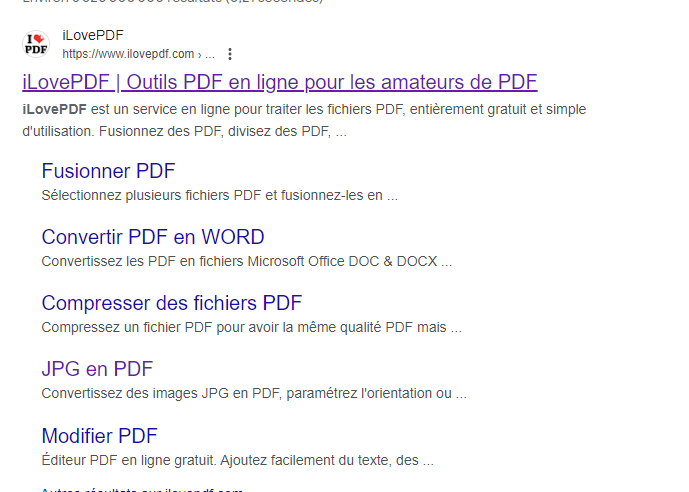 I
PDF
iLovePDF
https://www.ilovepdf.com › ...
iLovePDF | Outils PDF en ligne pour les amateurs de PDF
iLovePDF est un service en ligne pour traiter les fichiers PDF, entièrement gratuit et simple
d'utilisation. Fusionnez des PDF, divisez des PDF, ...
Fusionner PDF
Sélectionnez plusieurs fichiers PDF et fusionnez-les en ...
Convertir PDF en WORD
Convertissez les PDF en fichiers Microsoft Office DOC & DOCX ...
Compresser des fichiers PDF
Compressez un fichier PDF pour avoir la même qualité PDF mais ...
JPG en PDF
Convertissez des images JPG en PDF, paramétrez l'orientation ou ...
Modifier PDF
Éditeur PDF en ligne gratuit. Ajoutez facilement du texte, des ...